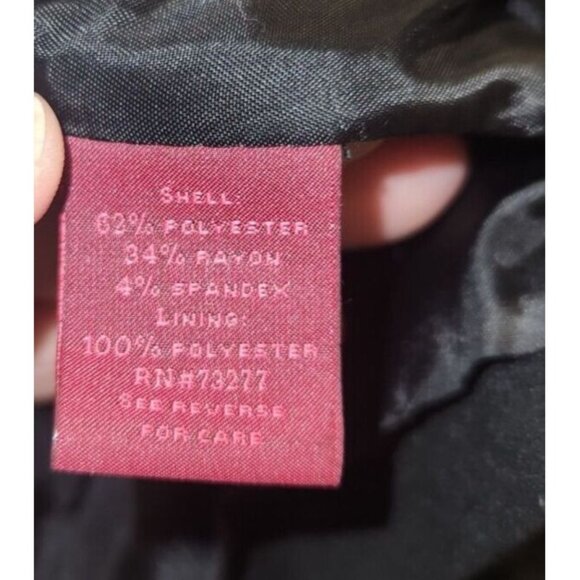 SHELL:
62% POLYESTER
34% RAYON
4% SPANDEX
LINING:
100% POLYESTER
RN#73277
SEE REVERSE
FOR CARE